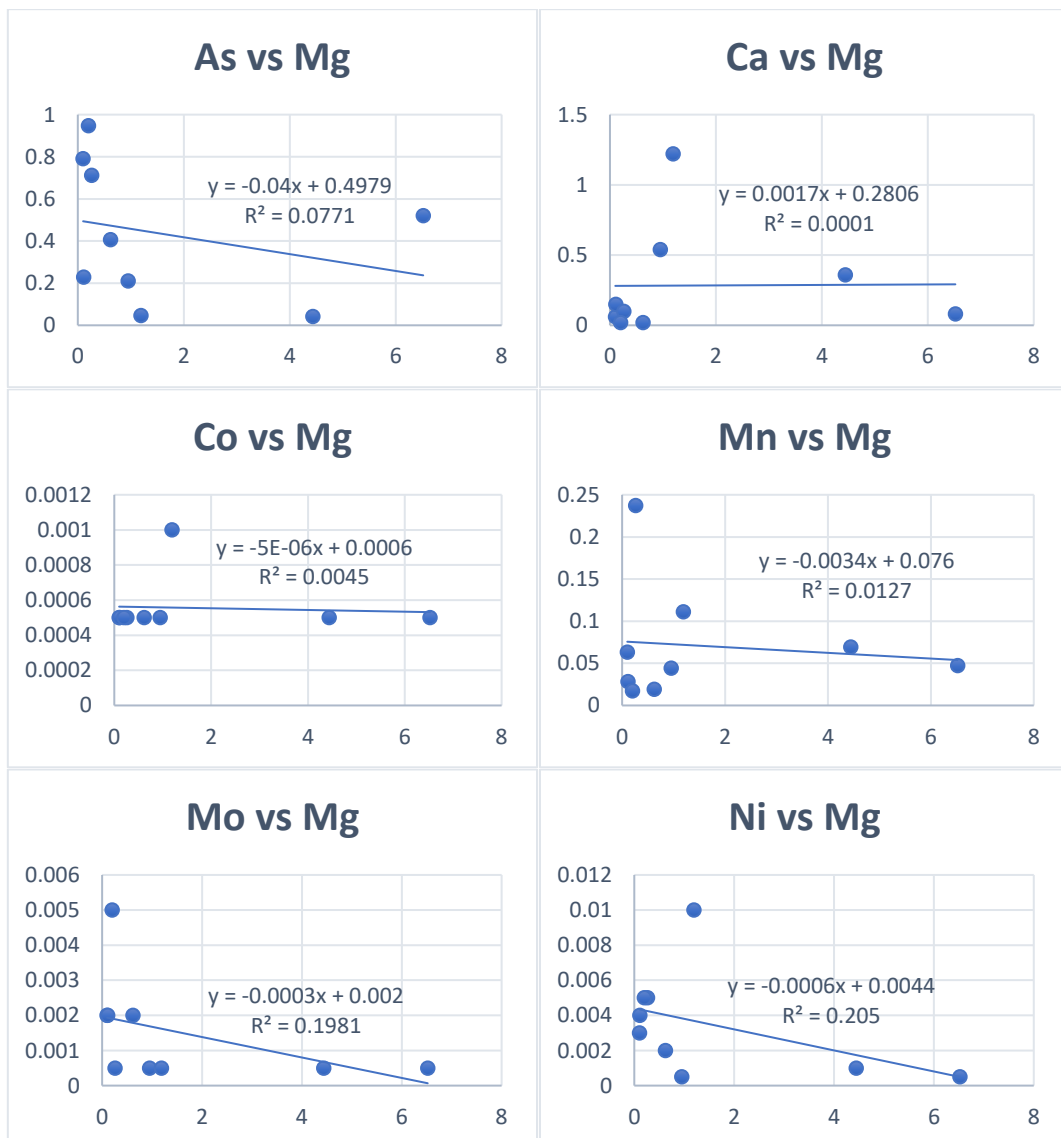 As vs Mg
1
0.8
0.6
0.4
0.2
0
y = -0.04x + 0.4979
R² = 0.0771
0 2 4 6 8
Ca vs Mg
1.5
1
0.5
0
y = 0.0017x + 0.2806
R² = 0.0001
0 2 4 6 8
Co vs Mg
0.0012
0.001
0.0008
0.0006
0.0004
0.0002
0
y = -5E-06x + 0.0006
R² = 0.0045
0 2 4 6 8
Mn vs Mg
0.25
0.2
0.15
0.1
0.05
0
y = -0.0034x + 0.076
R² = 0.0127
0 2 4 6 8
Mo vs Mg
0.006
0.005
0.004
0.003
0.002
0.001
0
y = -0.0003x + 0.002
R² = 0.1981
0 2 4 6 8
Ni vs Mg
0.012
0.01
0.008
0.006
0.004
0.002
0
y = -0.0006x + 0.0044
R² = 0.205
0 2 4 6 8